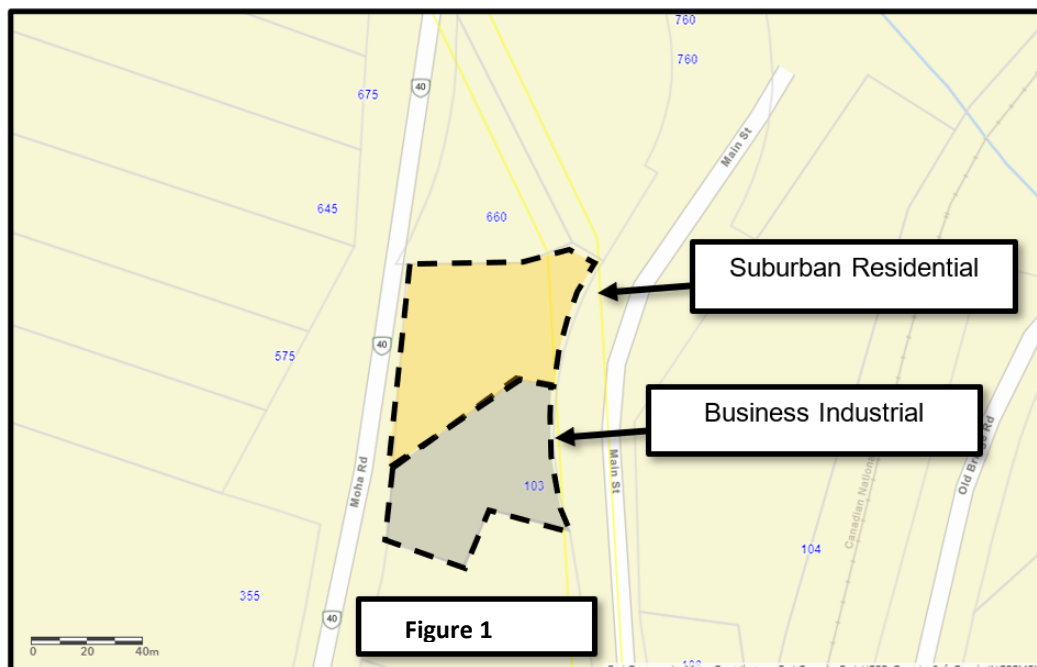 760
760
675
40
Main St
645
660
Suburban Residential
40
575
Business Industrial
Main St
Old Bridge Rd
Moha Rd
103
Canadian National
104
355
40
Figure 1
0 20 40m